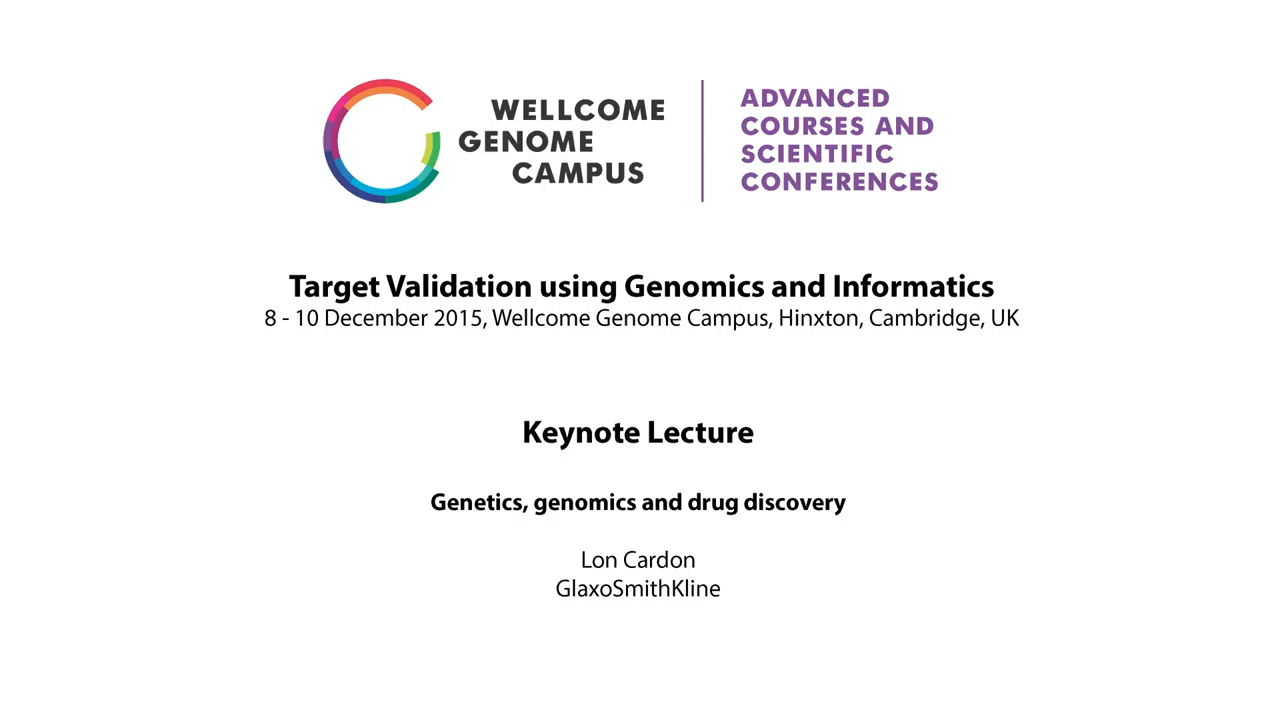 WELLCOME
GENOME
CAMPUS
ADVANCED
COURSES AND
SCIENTIFIC
CONFERENCES
Target Validation using Genomics and Informatics
8 - 10 December 2015, Wellcome Genome Campus, Hinxton, Cambridge, UK
Keynote Lecture
Genetics, genomics and drug discovery
Lon Cardon
GlaxoSmithKline